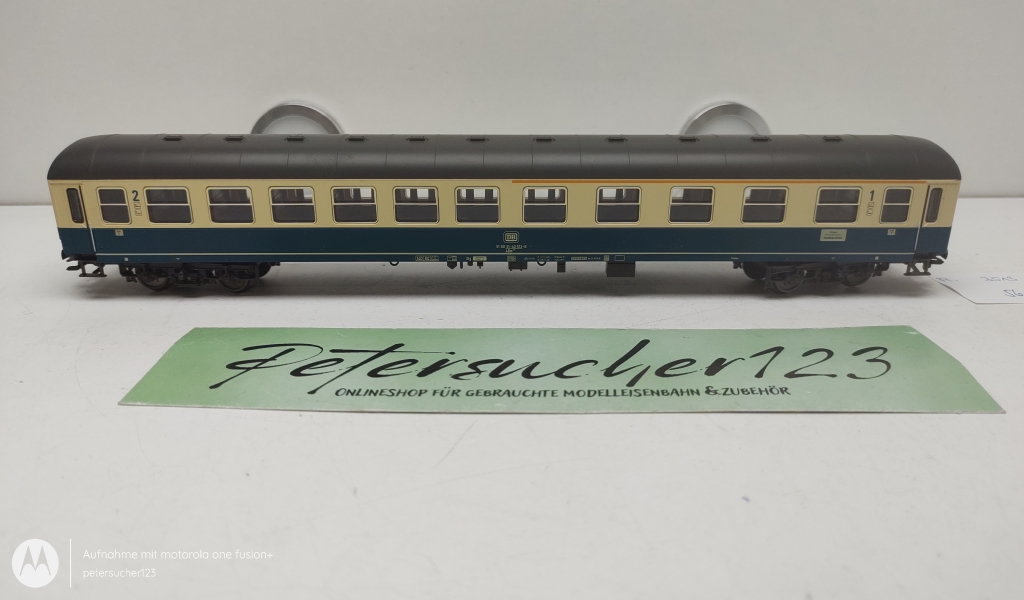 2
1
DB
Petersucher123
ONLINESHOP FÜR GEBRAUCHTE MODELLEISENBAHN & ZUBEHÖR
Aufnahme mit motorola one fusion+
petersucher123